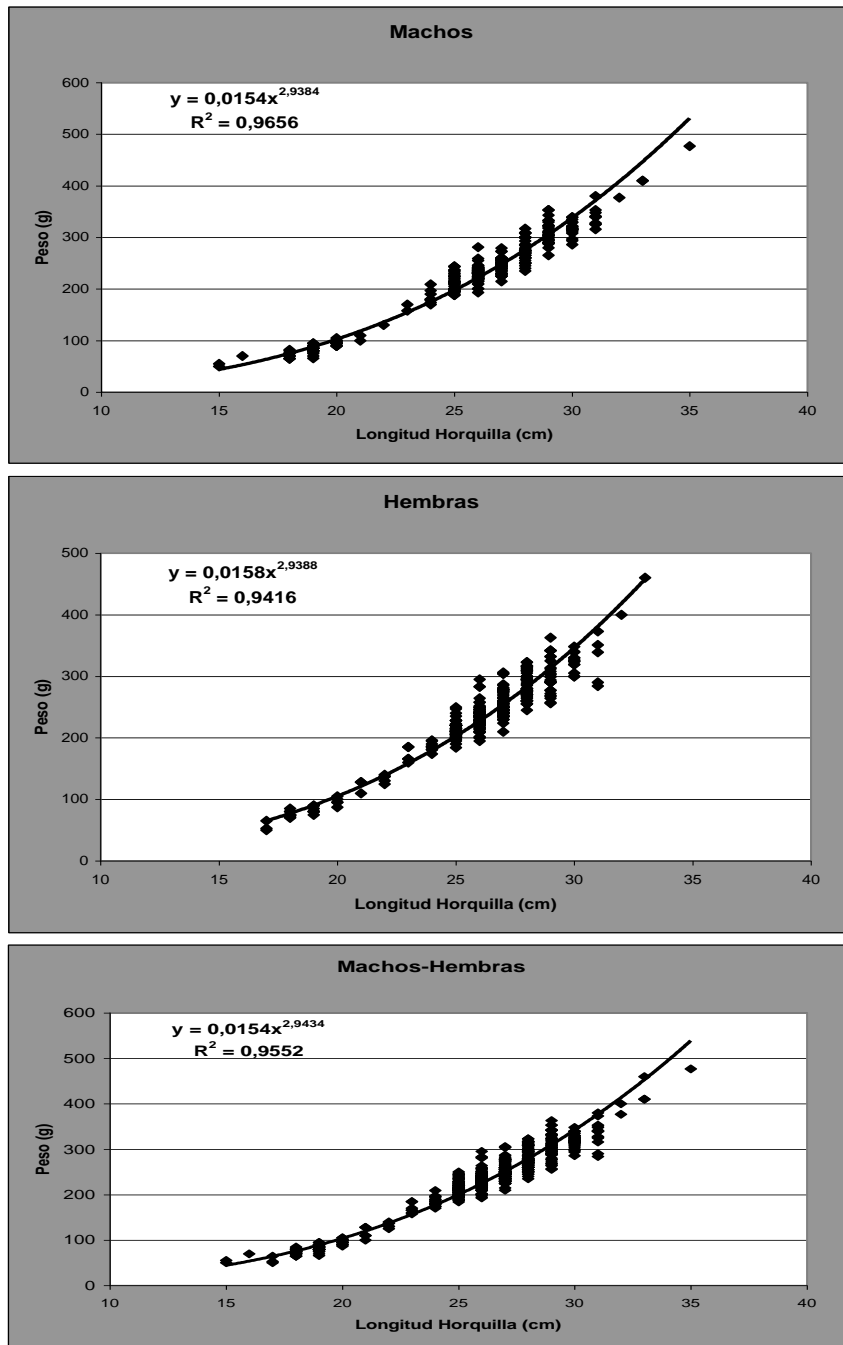 Machos
y = 0,0154x^2,9384
R² = 0,9656
600
500
400
300
200
100
0
Peso (g)
10 15 20 25 30 35 40
Longitud Horquilla (cm)
Hembras
y = 0,0158x^2,9388
R² = 0,9416
500
400
300
200
100
0
Peso (g)
10 15 20 25 30 35 40
Longitud Horquilla (cm)
Machos-Hembras
y = 0,0154x^2,9434
R² = 0,9552
600
500
400
300
200
100
0
Peso (g)
10 15 20 25 30 35 40
Longitud Horquilla (cm)